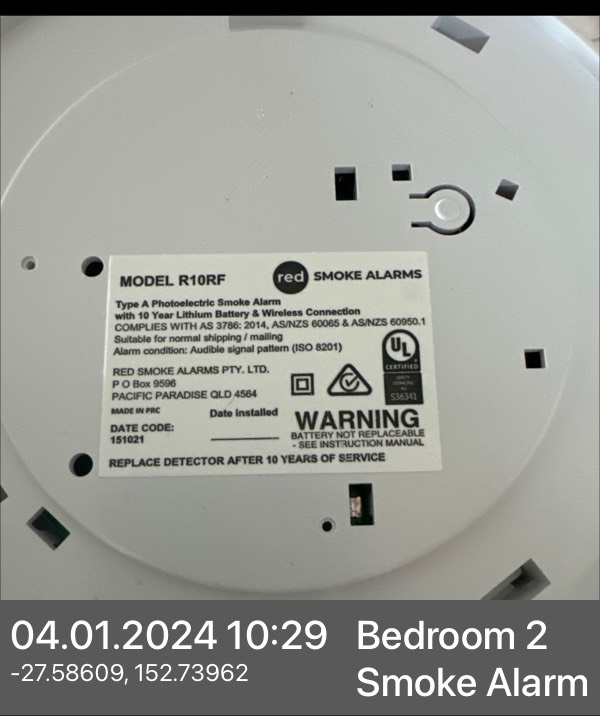 MODEL R10RF
red SMOKE ALARMS
Type A Photoelectric Smoke Alarm
with 10 Year Lithium Battery & Wireless Connection
COMPLIES WITH AS 3786: 2014, AS/NZS 60065 & AS/NZS 60950.1
Suitable for normal shipping / mailing
Alarm condition: Audible signal pattern (ISO 8201)
UL
CERTIFIED
S36341
RED SMOKE ALARMS PTY. LTD.
P O Box 9596
PACIFIC PARADISE QLD 4564
MADE IN PRC
Date installed
DATE CODE:
151021
WARNING
BATTERY NOT REPLACEABLE
- SEE INSTRUCTION MANUAL
REPLACE DETECTOR AFTER 10 YEARS OF SERVICE
04.01.2024 10:29
-27.58609, 152.73962
Bedroom 2
Smoke Alarm